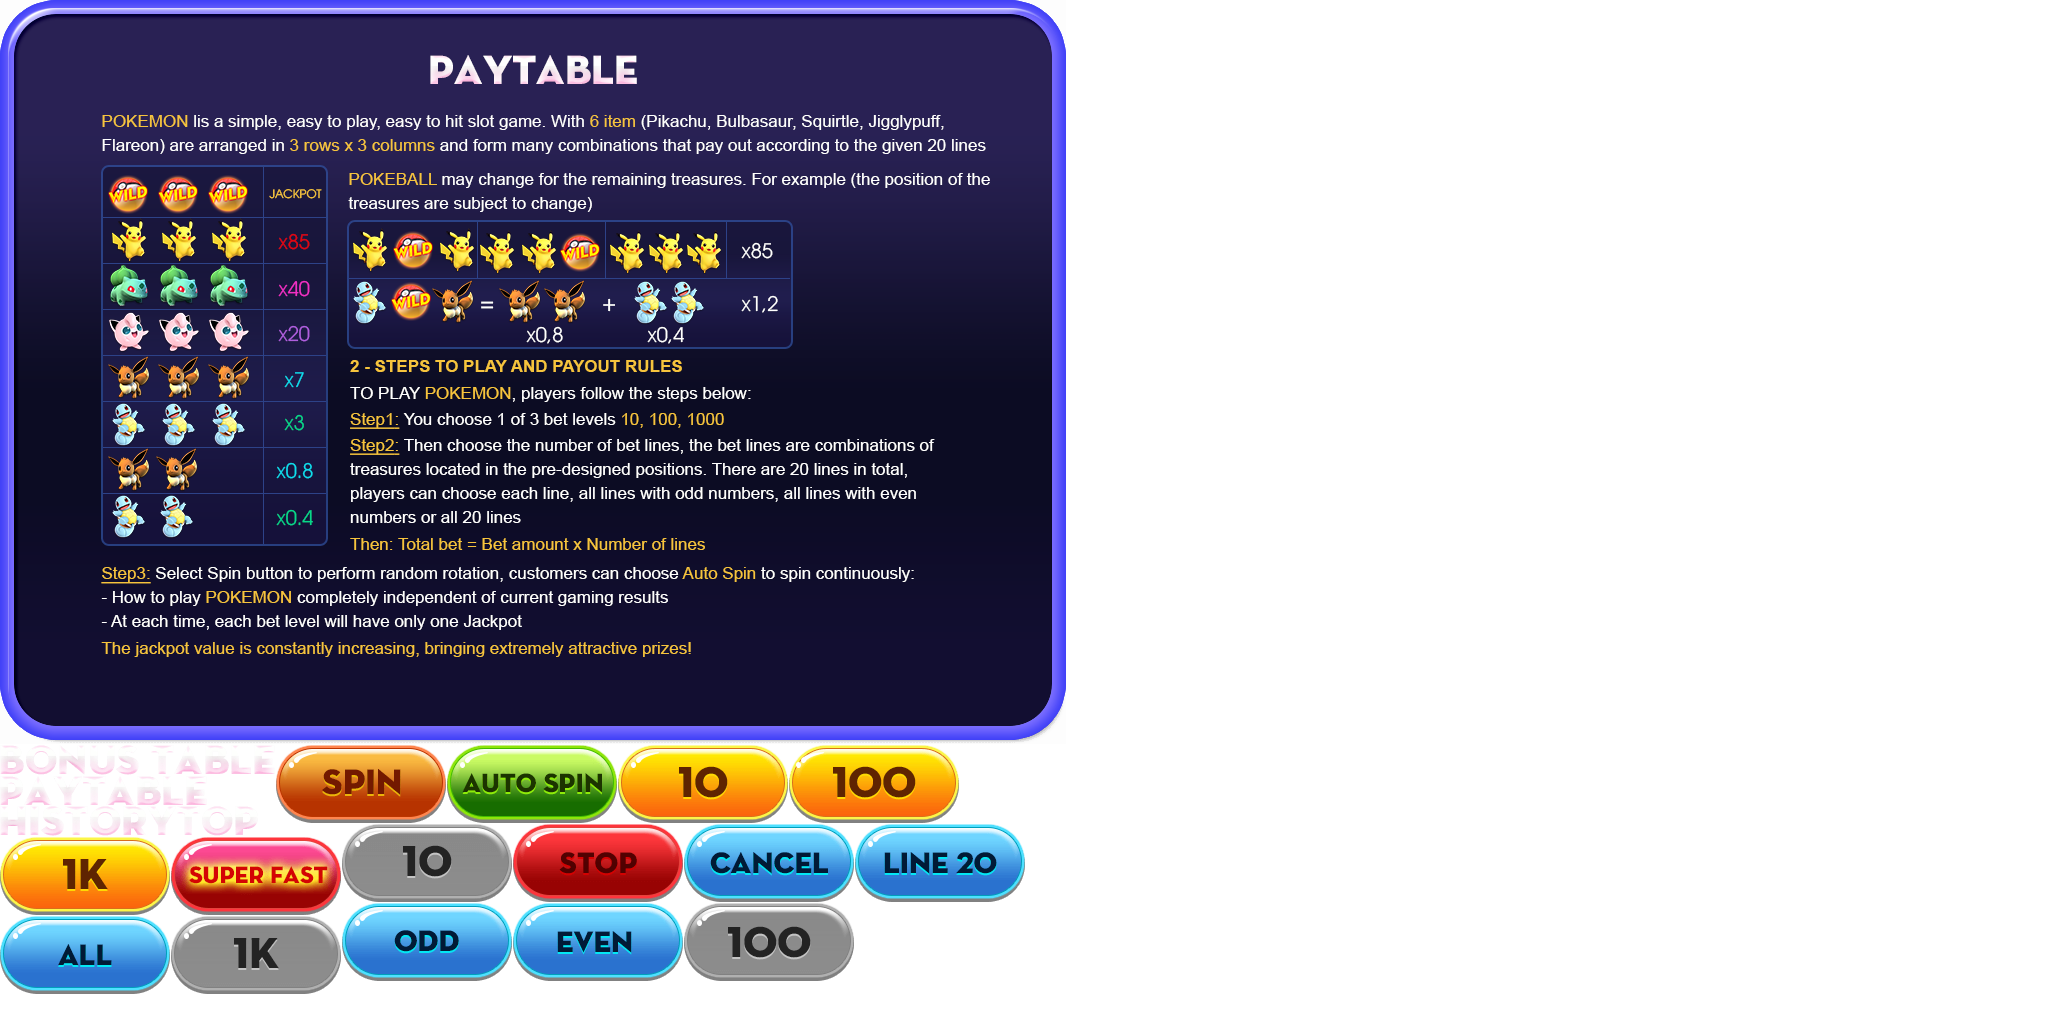 PAYTABLE
POKEMON lis a simple, easy to play, easy to hit slot game. With 6 item (Pikachu, Bulbasaur, Squirtle, Jigglypuff,
Flareon) are arranged in 3 rows x 3 columns and form many combinations that pay out according to the given 20 lines
WILD WILD WILD JACKPOT
x85
x40
x20
x7
x3
x0.8
x0.4
POKEBALL may change for the remaining treasures. For example (the position of the
treasures are subject to change)
WILD WILD x85
WILD = + x1,2
x0,8 x0,4
2 - STEPS TO PLAY AND PAYOUT RULES
TO PLAY POKEMON, players follow the steps below:
Step1: You choose 1 of 3 bet levels 10, 100, 1000
Step2: Then choose the number of bet lines, the bet lines are combinations of
treasures located in the pre-designed positions. There are 20 lines in total,
players can choose each line, all lines with odd numbers, all lines with even
numbers or all 20 lines
Then: Total bet = Bet amount x Number of lines
Step3: Select Spin button to perform random rotation, customers can choose Auto Spin to spin continuously:
- How to play POKEMON completely independent of current gaming results
- At each time, each bet level will have only one Jackpot
The jackpot value is constantly increasing, bringing extremely attractive prizes!
BONUS TABLE
PAYTABLE
HISTORY TOP
SPIN
AUTO SPIN
10
100
1K
SUPER FAST
10
STOP
CANCEL
LINE 20
ALL
1K
ODD
EVEN
100